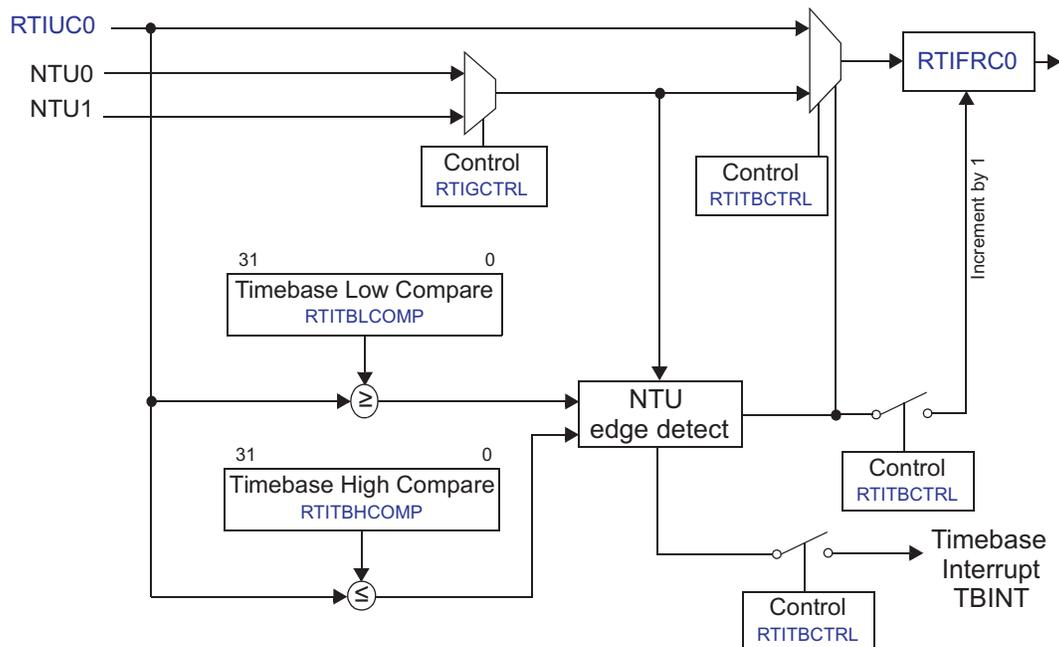 RTIUC0
NTU0
NTU1
RTIFRC0
Control
RTIGCTRL
Control
RTITBCTRL
Increment by 1
31 0
Timebase Low Compare
RTITBLCOMP
≥
NTU
edge detect
31 0
Timebase High Compare
RTITBHCOMP
≤
Control
RTITBCTRL
Timebase
Interrupt
TBINT
Control
RTITBCTRL